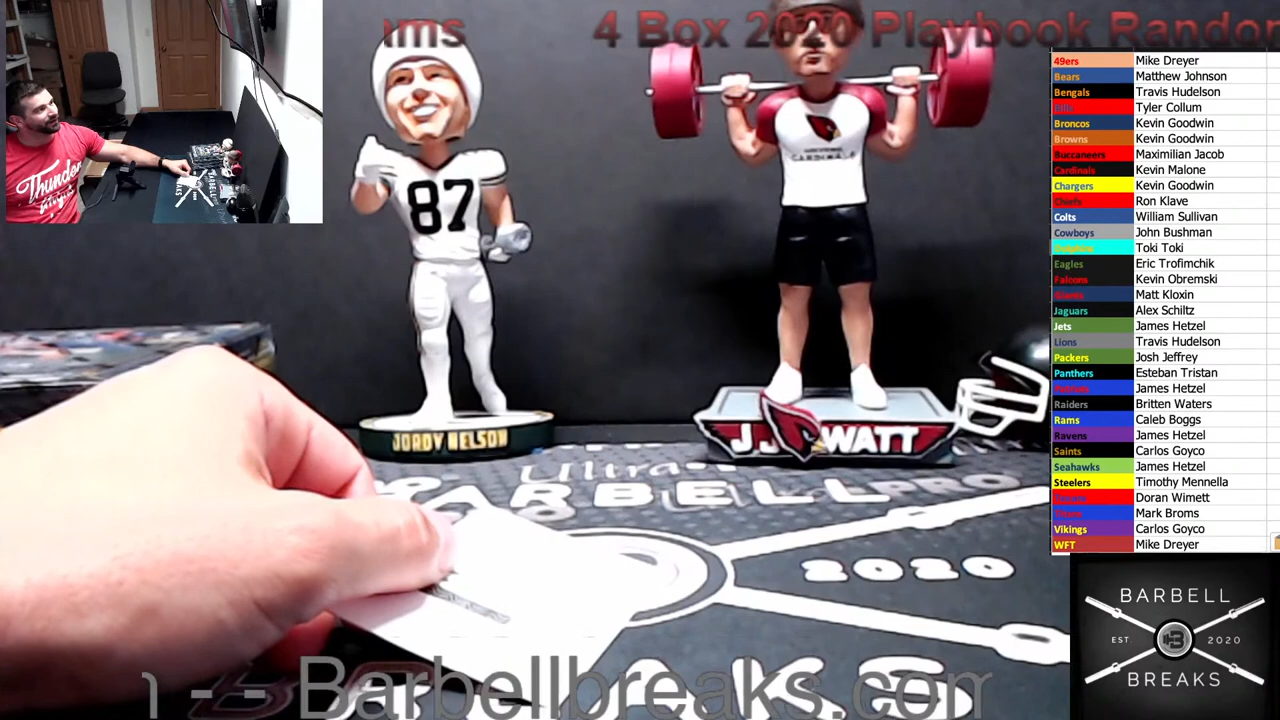 ams 4 Box 2020 Playbook Random
49ers Mike Dreyer
Bears Matthew Johnson
Bengals Travis Hudelson
Bills Tyler Collum
Broncos Kevin Goodwin
Browns Kevin Goodwin
Buccaneers Maximilian Jacob
Cardinals Kevin Malone
Chargers Kevin Goodwin
Chiefs Ron Klave
Colts William Sullivan
Cowboys John Bushman
Dolphins Toki Toki
Eagles Eric Trofimchik
Falcons Kevin Obremski
Giants Matt Kloxin
Jaguars Alex Schiltz
Jets James Hetzel
Lions Travis Hudelson
Packers Josh Jeffrey
Panthers Esteban Tristan
Patriots James Hetzel
Raiders Britten Waters
Rams Caleb Boggs
Ravens James Hetzel
Saints Carlos Goyco
Seahawks James Hetzel
Steelers Timothy Mennella
Texans Doran Wimett
Titans Mark Broms
Vikings Carlos Goyco
WFT Mike Dreyer
Thunder
BARBELL
BREAKS
87
CARDINALS
JORDY NELSON
J.J. WATT
Ultra PRO
BARBELL
2020
- - Barbellbreaks.com
BARBELL
EST. 2020
BREAKS